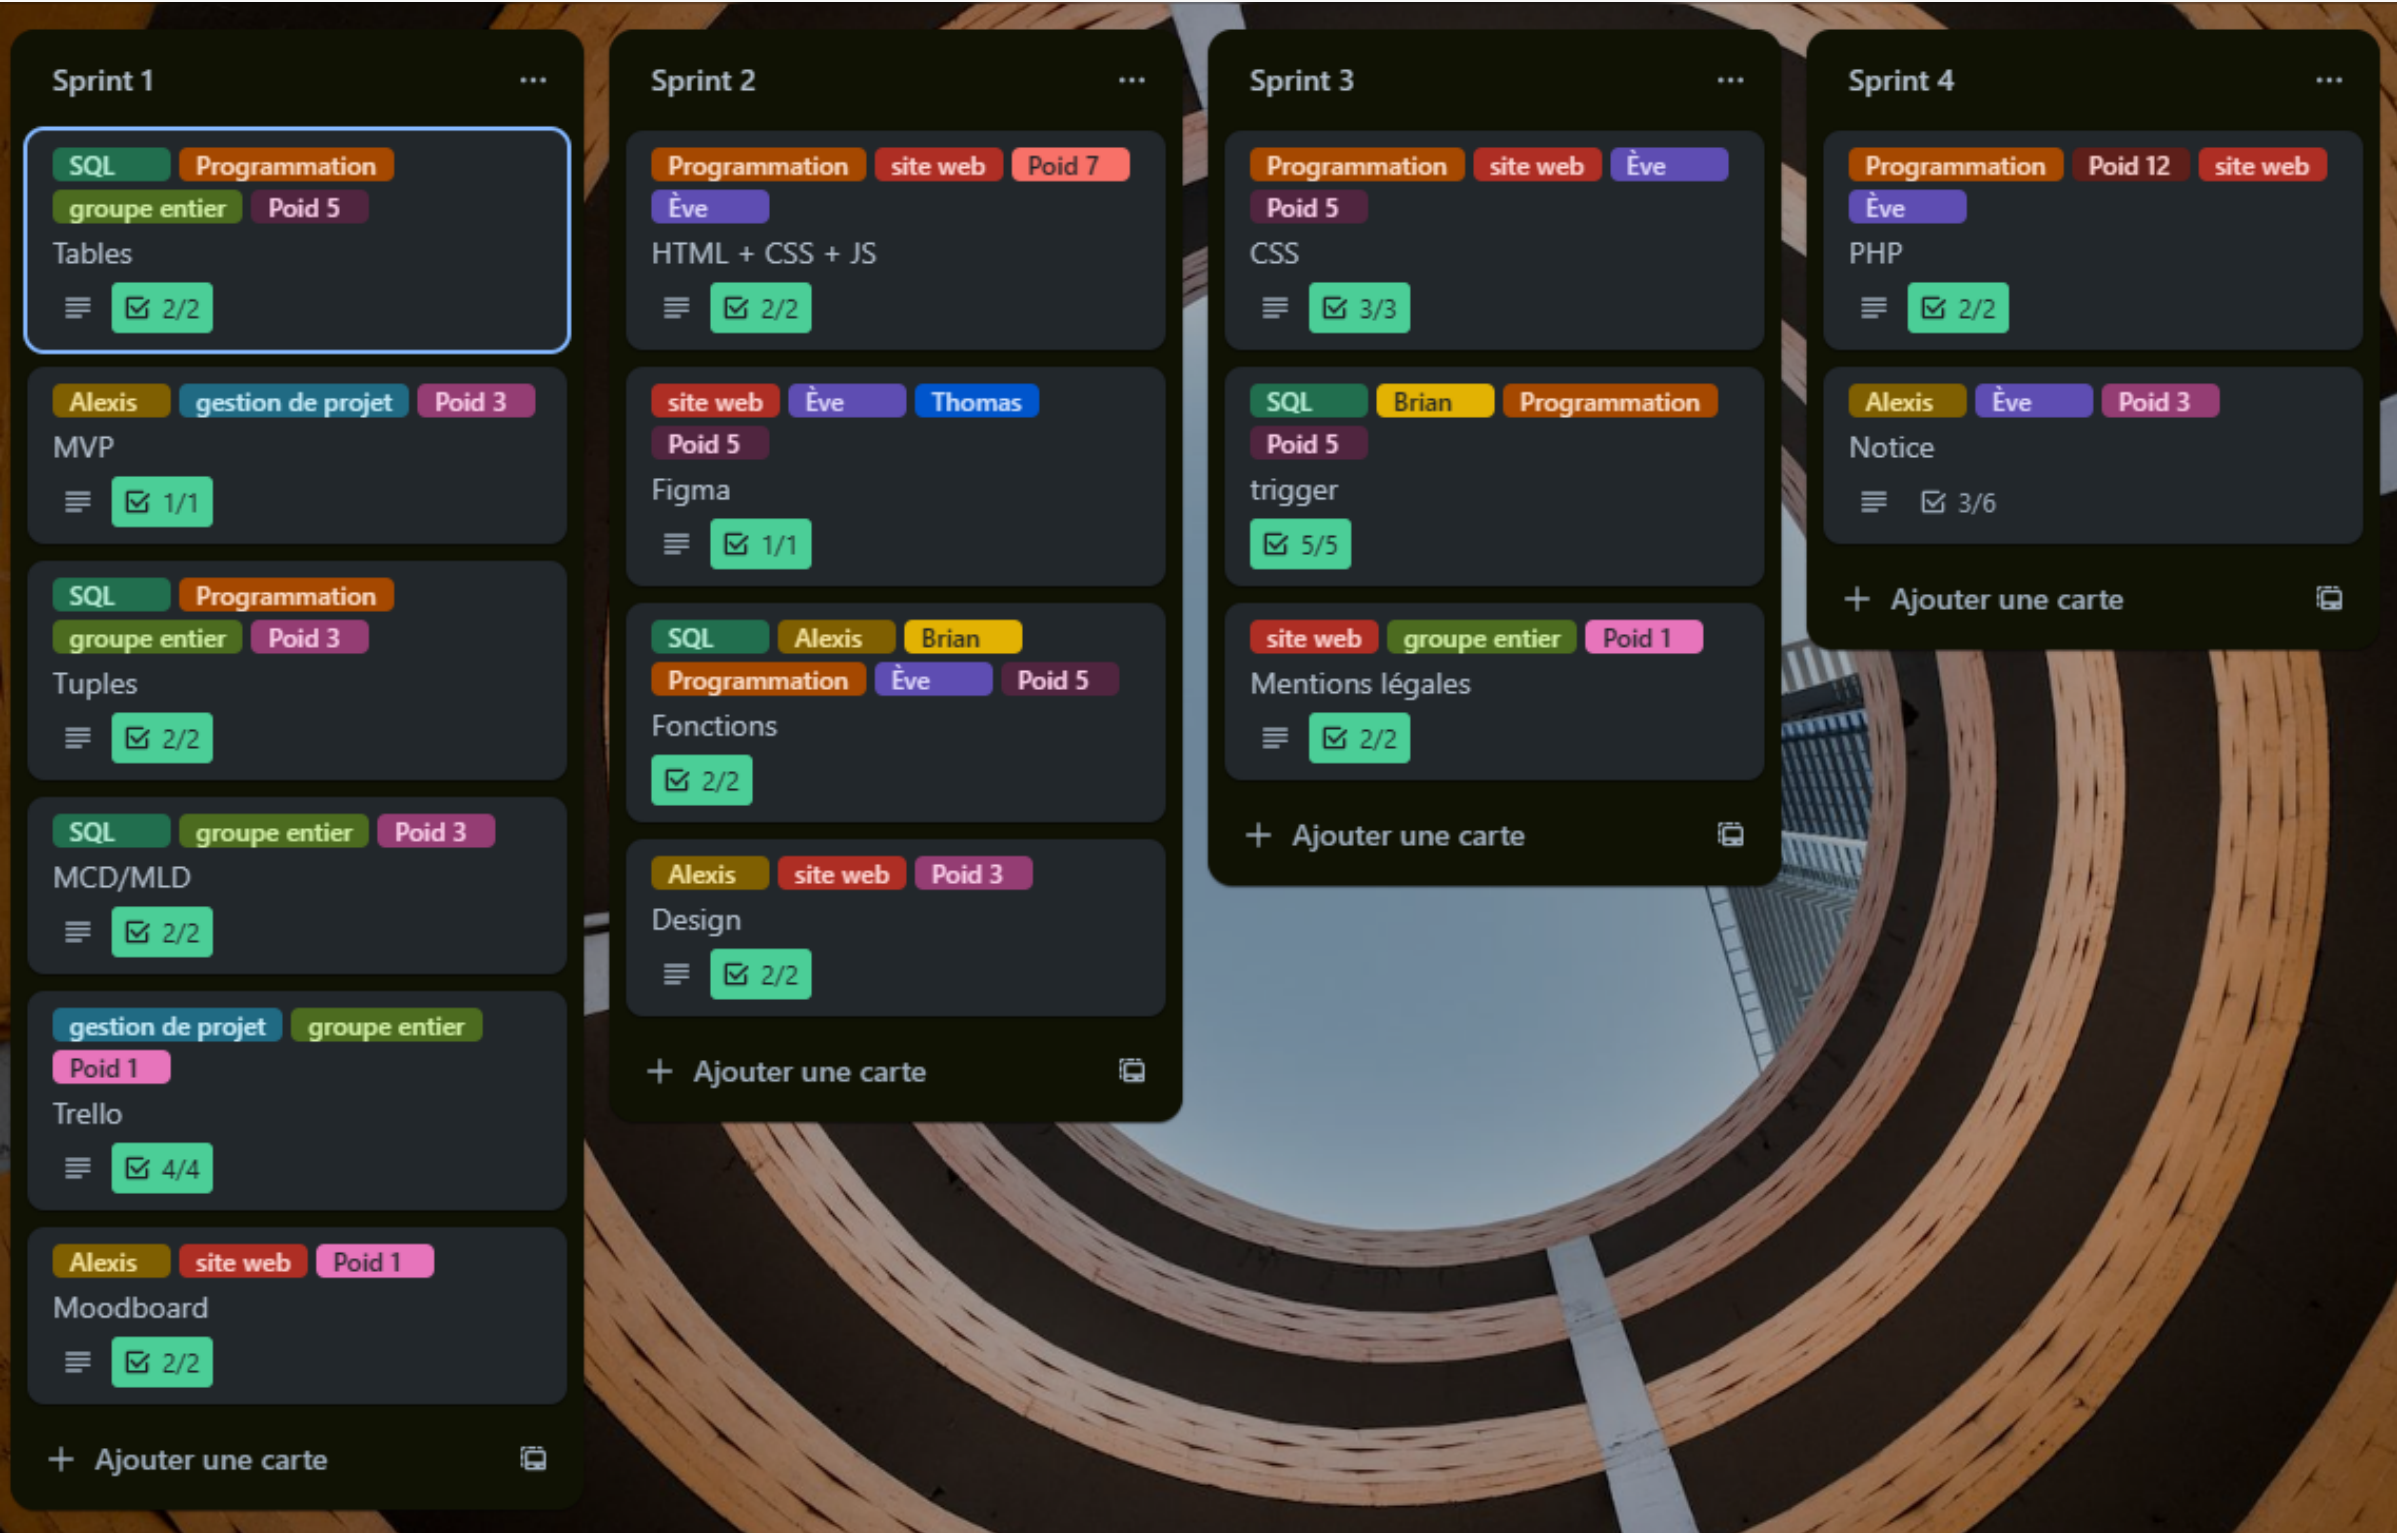 Sprint 1
SQL Programmation
groupe entier Poid 5
Tables
2/2
Alexis gestion de projet Poid 3
MVP
1/1
SQL Programmation
groupe entier Poid 3
Tuples
2/2
SQL groupe entier Poid 3
MCD/MLD
2/2
gestion de projet groupe entier
Poid 1
Trello
4/4
Alexis site web Poid 1
Moodboard
2/2
Ajouter une carte
Sprint 2
Programmation site web Poid 7
Ève
HTML + CSS + JS
2/2
site web Ève Thomas
Poid 5
Figma
1/1
SQL Alexis Brian
Programmation Ève Poid 5
Fonctions
2/2
Alexis site web Poid 3
Design
2/2
Ajouter une carte
Sprint 3
Programmation site web Ève
Poid 5
CSS
3/3
SQL Brian Programmation
Poid 5
trigger
5/5
site web groupe entier Poid 1
Mentions légales
2/2
Ajouter une carte
Sprint 4
Programmation Poid 12 site web
Ève
PHP
2/2
Alexis Ève Poid 3
Notice
3/6
Ajouter une carte